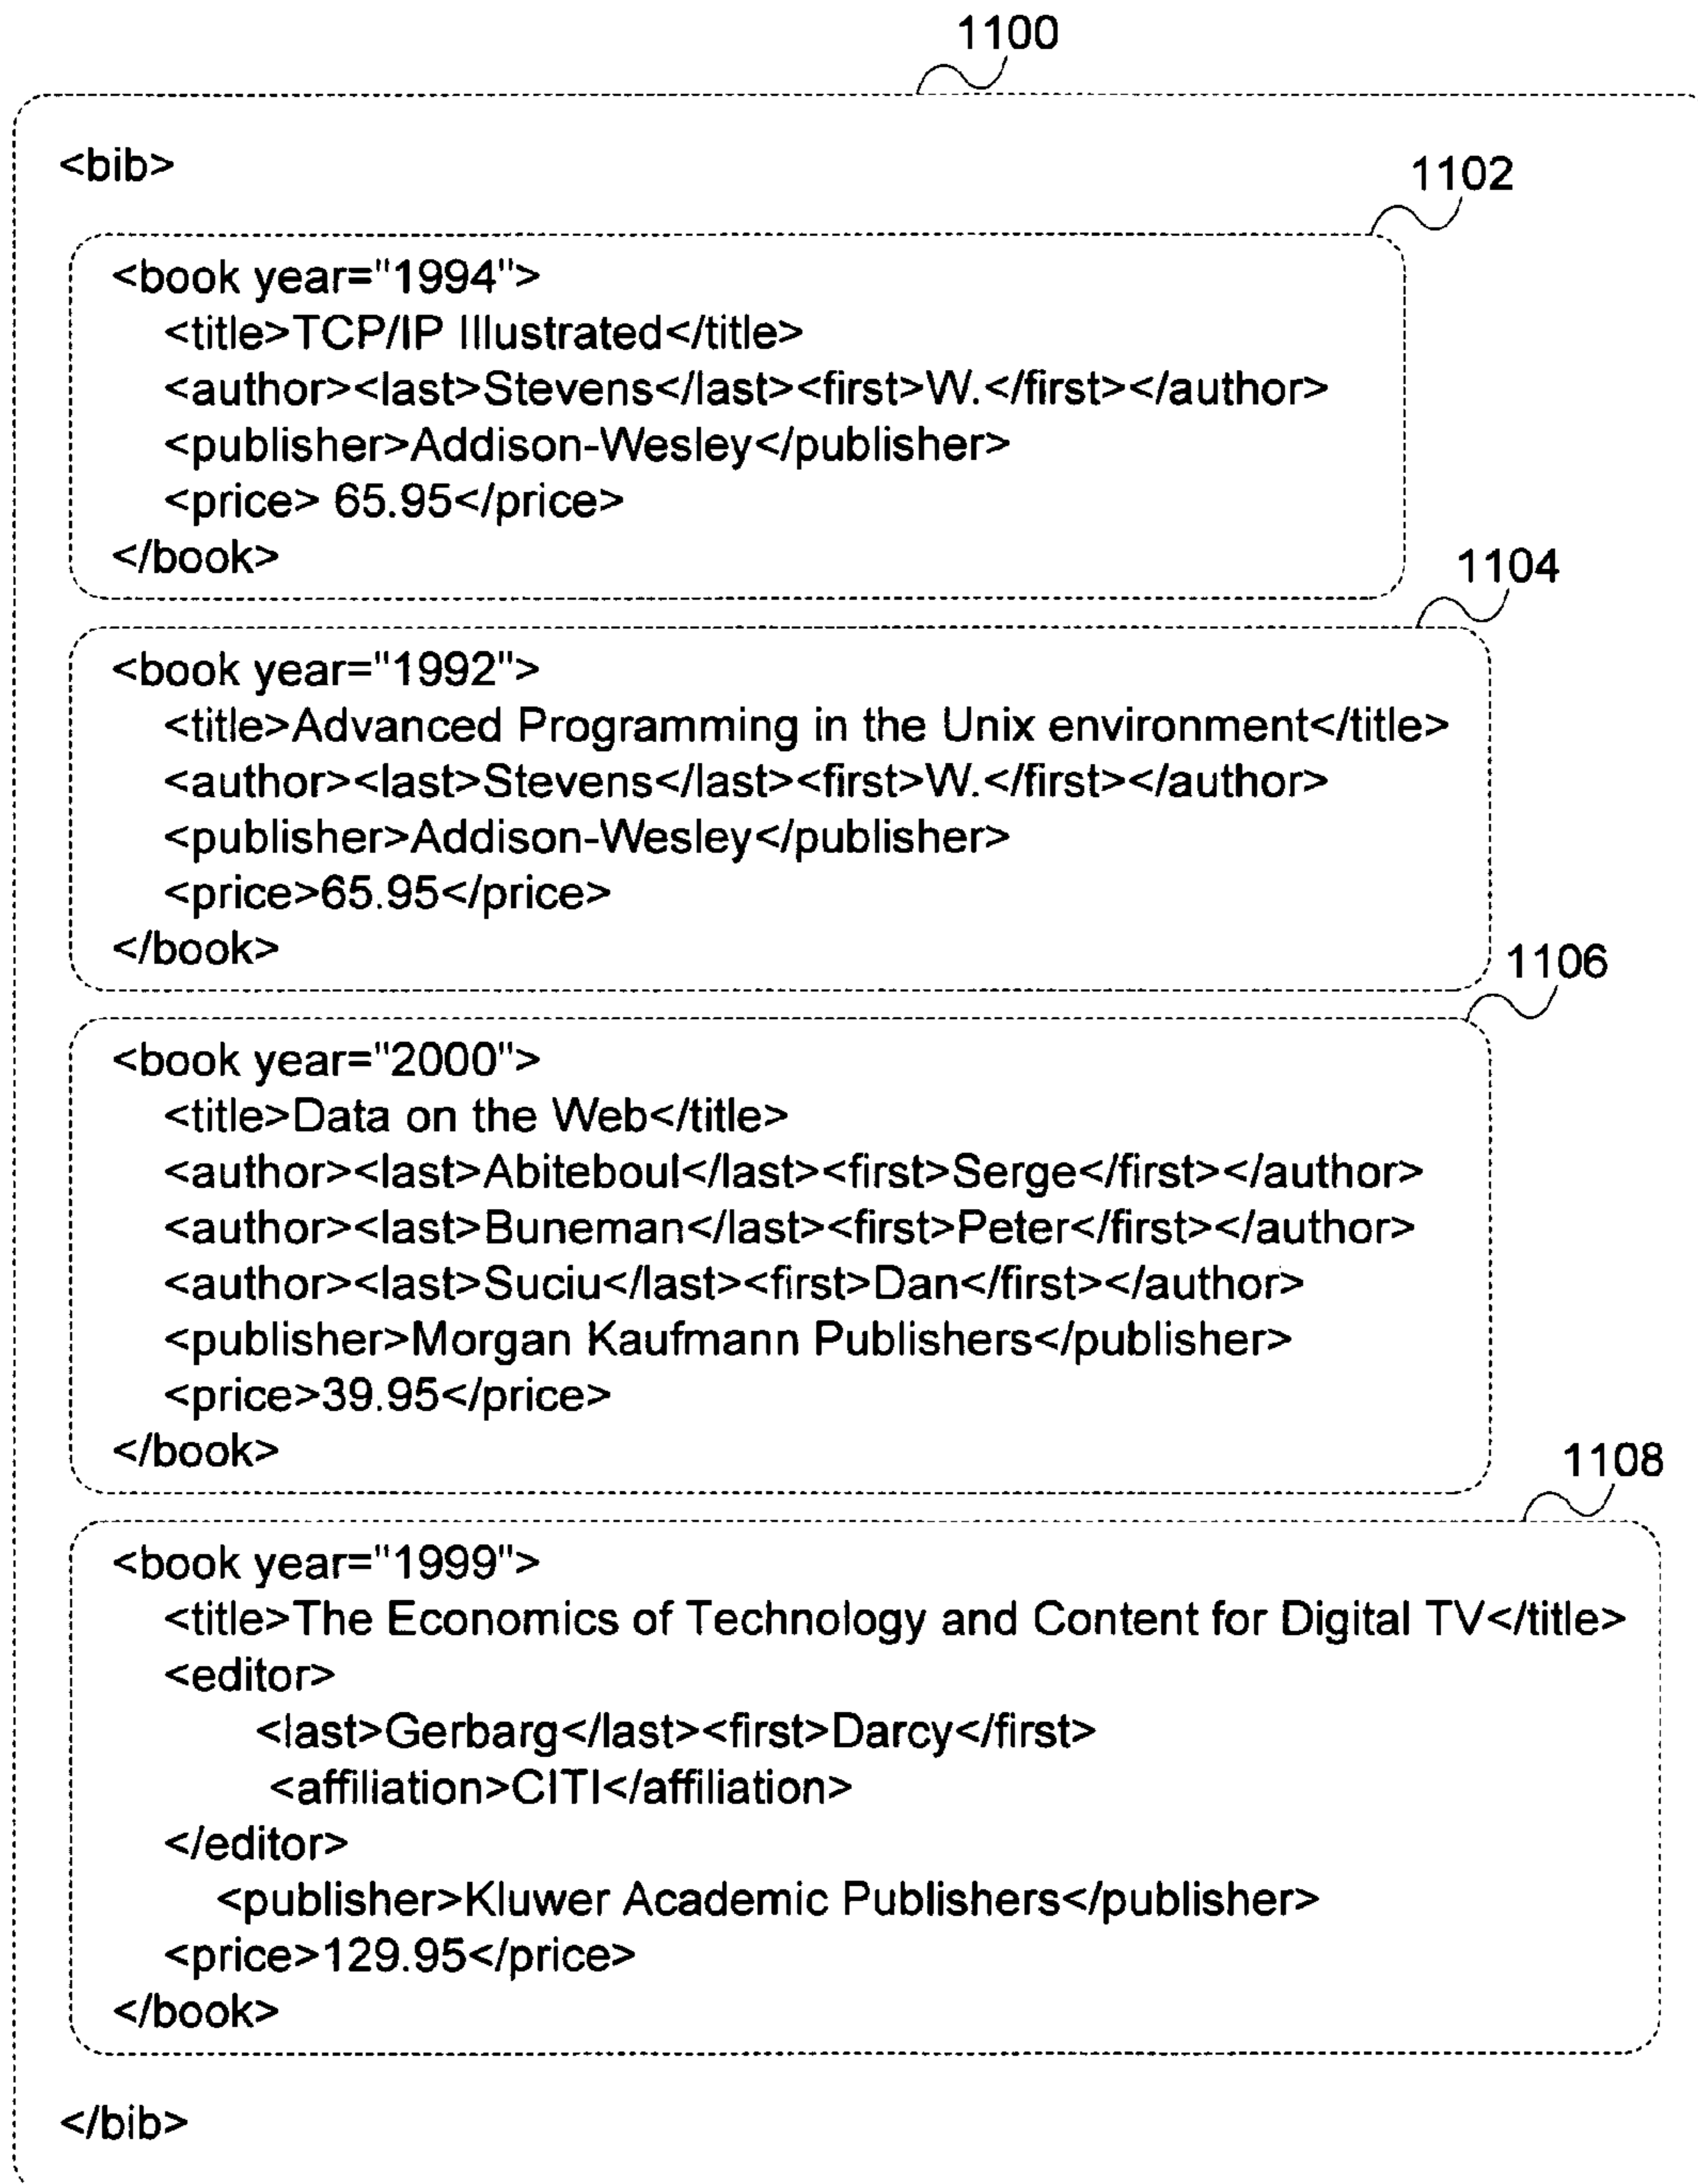 1100
<bib>
1102
<book year="1994">
<title>TCP/IP Illustrated</title>
<author><last>Stevens</last><first>W.</first></author>
<publisher>Addison-Wesley</publisher>
<price> 65.95</price>
</book>
1104
<book year="1992">
<title>Advanced Programming in the Unix environment</title>
<author><last>Stevens</last><first>W.</first></author>
<publisher>Addison-Wesley</publisher>
<price>65.95</price>
</book>
1106
<book year="2000">
<title>Data on the Web</title>
<author><last>Abiteboul</last><first>Serge</first></author>
<author><last>Buneman</last><first>Peter</first></author>
<author><last>Suciu</last><first>Dan</first></author>
<publisher>Morgan Kaufmann Publishers</publisher>
<price>39.95</price>
</book>
1108
<book year="1999">
<title>The Economics of Technology and Content for Digital TV</title>
<editor>
<last>Gerbarg</last><first>Darcy</first>
<affiliation>CITI</affiliation>
</editor>
<publisher>Kluwer Academic Publishers</publisher>
<price>129.95</price>
</book>
</bib>